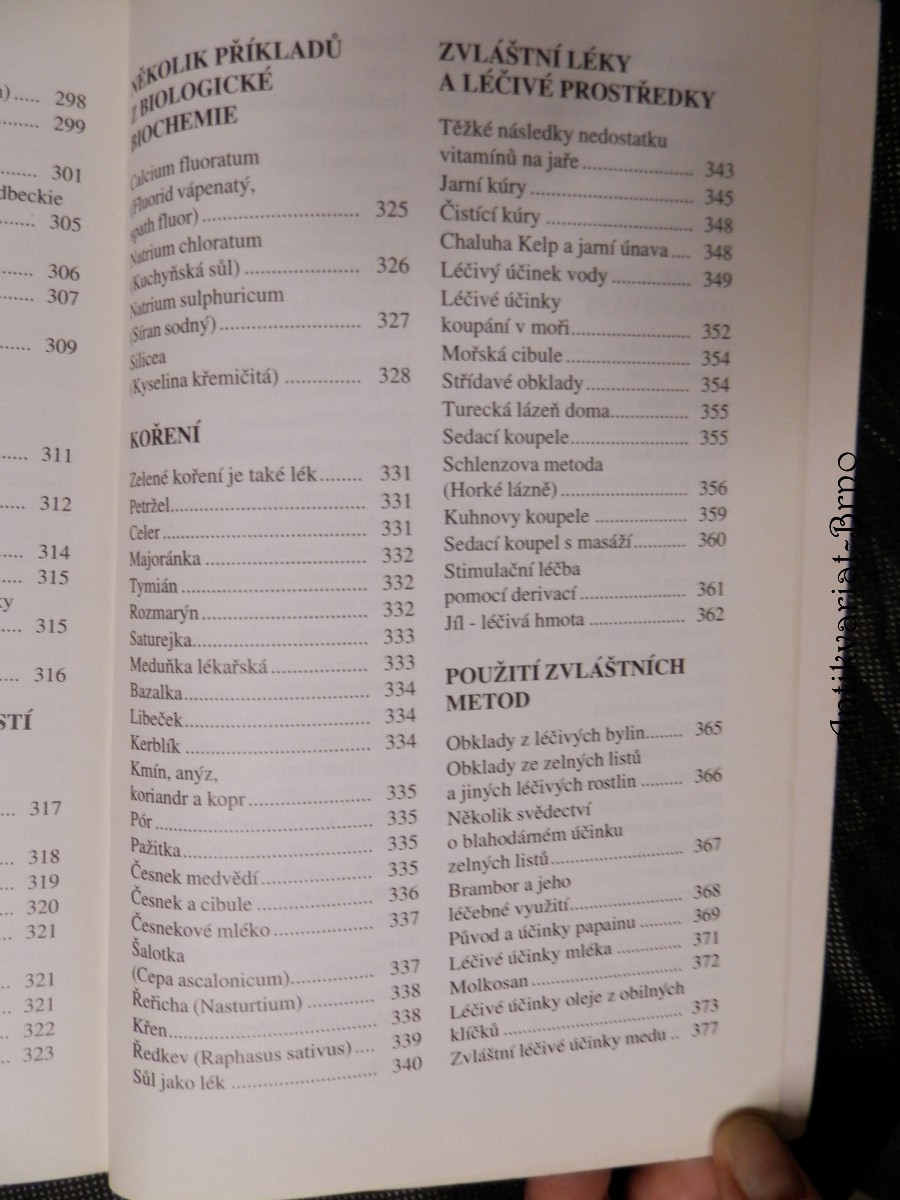 298
299
301
dbeckie
305
306
307
309
311
312
314
315
315
316
STÍ
317
318
319
320
321
321
321
322
323
NĚKOLIK PŘÍKLADŮ
Z BIOLOGICKÉ
BIOCHEMIE
Calcium fluoratum
(Fluorid vápenatý,
spath fluor) ........ 325
Natrium chloratum
(Kuchyňská sůl) ........ 326
Natrium sulphuricum
(Síran sodný) ........ 327
Silicea
(Kyselina křemičitá) ........ 328
KOŘENÍ
Zelené koření je také lék ........ 331
Petržel ........ 331
Celer ........ 331
Majoránka ........ 332
Tymián ........ 332
Rozmarýn ........ 332
Saturejka ........ 333
Meduňka lékařská ........ 333
Bazalka ........ 334
Libeček ........ 334
Kerblík ........ 334
Kmín, anýz,
koriandr a kopr ........ 335
Pór ........ 335
Pažitka ........ 335
Česnek medvědí ........ 335
Česnek a cibule ........ 336
Česnekové mléko ........ 337
Šalotka
(Cepa ascalonicum) ........ 337
Řeřicha (Nasturtium) ........ 338
Křen ........ 338
Ředkev (Raphasus sativus) .... 339
Sůl jako lék ........ 340
ZVLÁŠTNÍ LÉKY
A LÉČIVÉ PROSTŘEDKY
Těžké následky nedostatku
vitamínů na jaře ........ 343
Jarní kúry ........ 345
Čistící kúry ........ 348
Chaluha Kelp a jarní únava .... 348
Léčivý účinek vody ........ 349
Léčivé účinky
koupání v moři ........ 352
Mořská cibule ........ 354
Střídavé obklady ........ 354
Turecká lázeň doma ........ 355
Sedací koupele ........ 355
Schlenzova metoda
(Horké lázně) ........ 356
Kuhnovy koupele ........ 359
Sedací koupel s masáží ........ 360
Stimulační léčba
pomocí derivací ........ 361
Jíl - léčivá hmota ........ 362
POUŽITÍ ZVLÁŠTNÍCH
METOD
Obklady z léčivých bylin ........ 365
Obklady ze zelných listů
a jiných léčivých rostlin ........ 366
Několik svědectví
o blahodárném účinku
zelných listů ........ 367
Brambor a jeho
léčebné využití ........ 368
Původ a účinky papainu ........ 369
Léčivé účinky mléka ........ 371
Molkosan ........ 372
Léčivé účinky oleje z obilných
klíčků ........ 373
Zvláštní léčivé účinky medu .. 377
Antikvariat-Brno